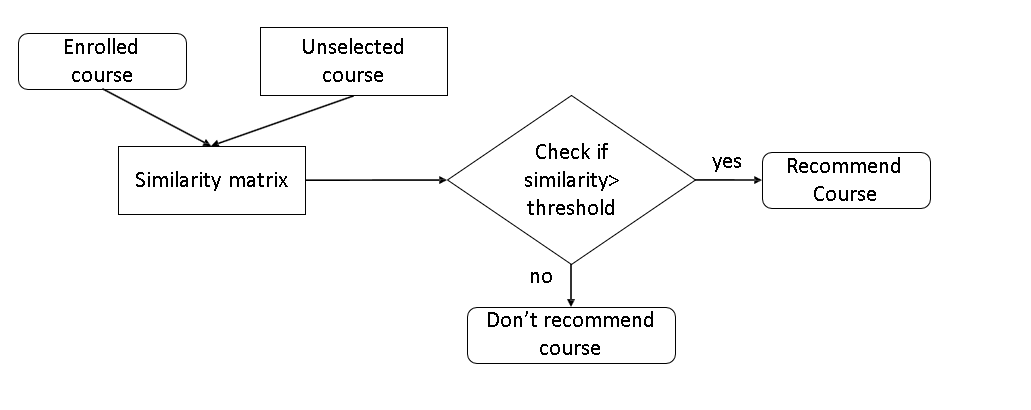 Enrolled
course
Unselected
course
Similarity matrix
Check if
similarity>
threshold
yes
Recommend
Course
no
Don't recommend
course